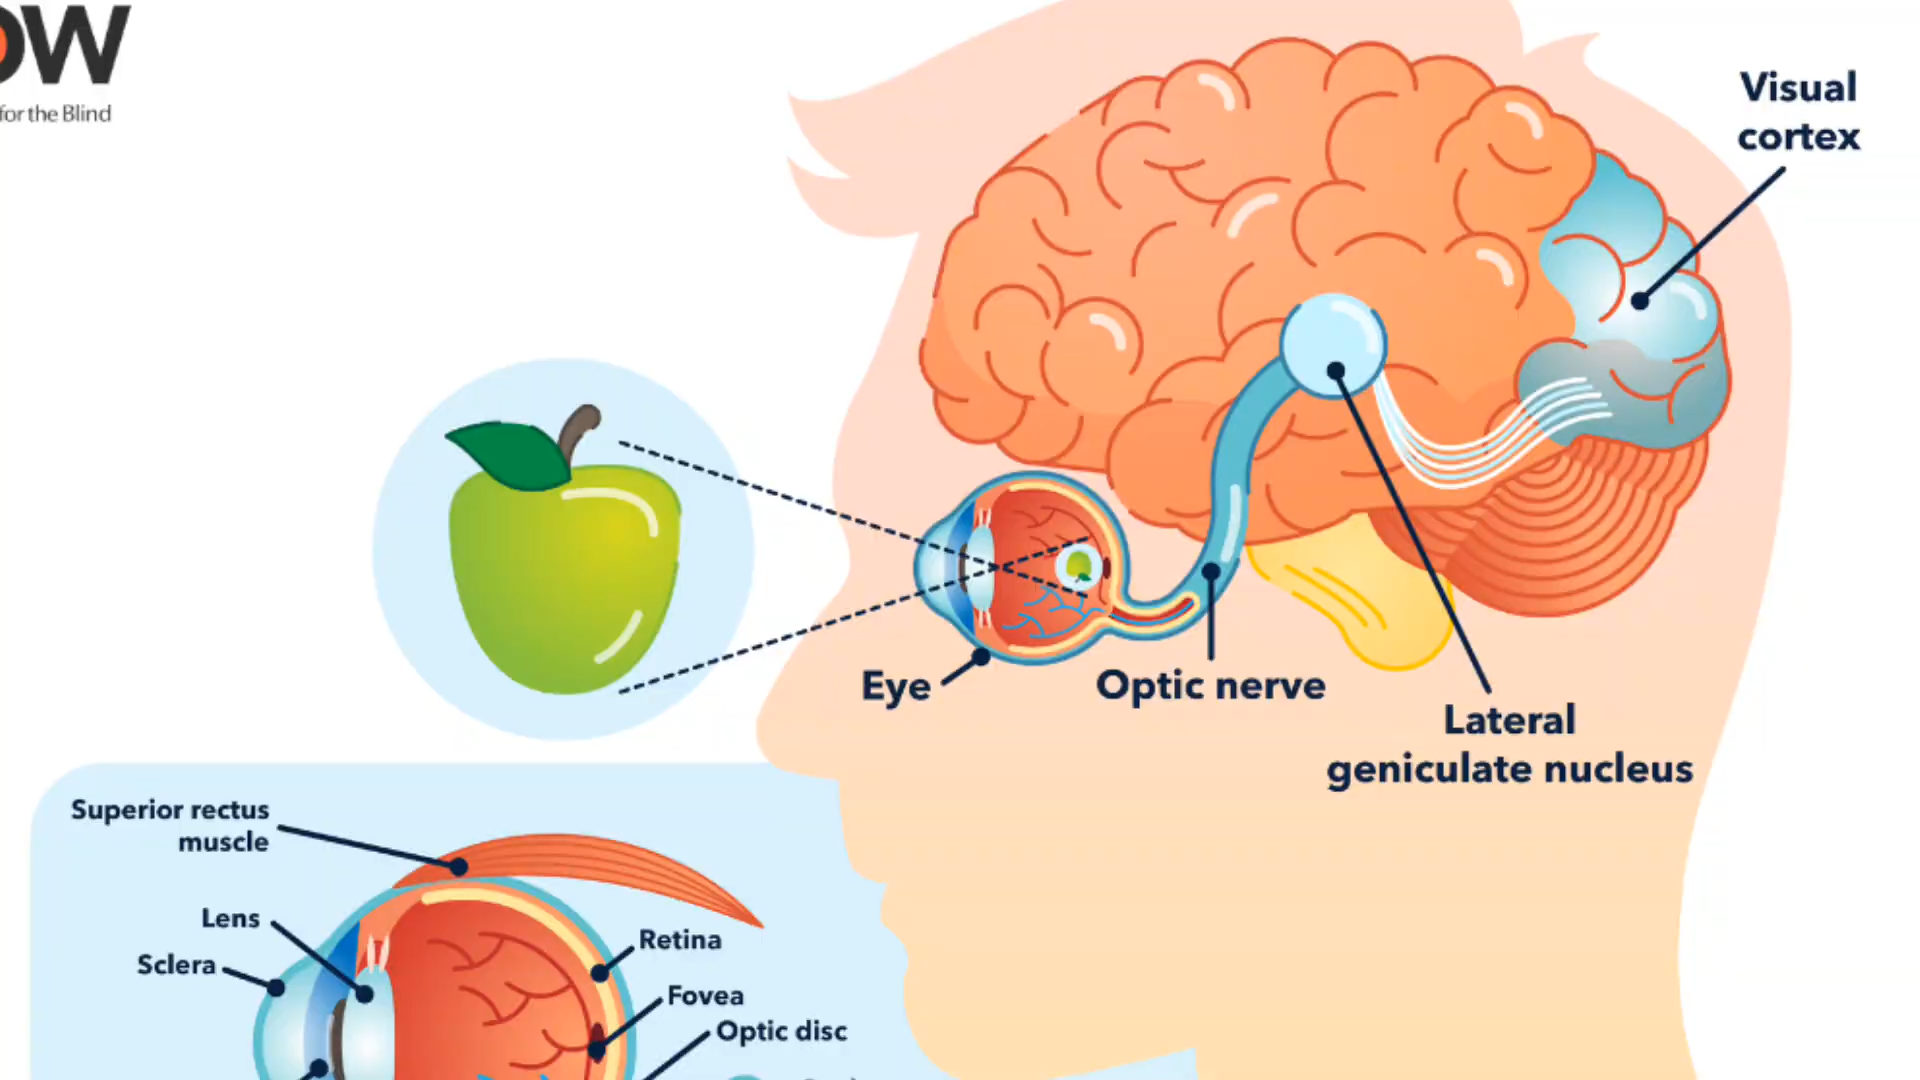 OW
for the Blind
Visual
cortex
Eye
Optic nerve
Lateral
geniculate nucleus
Superior rectus
muscle
Lens
Sclera
Retina
Fovea
Optic disc